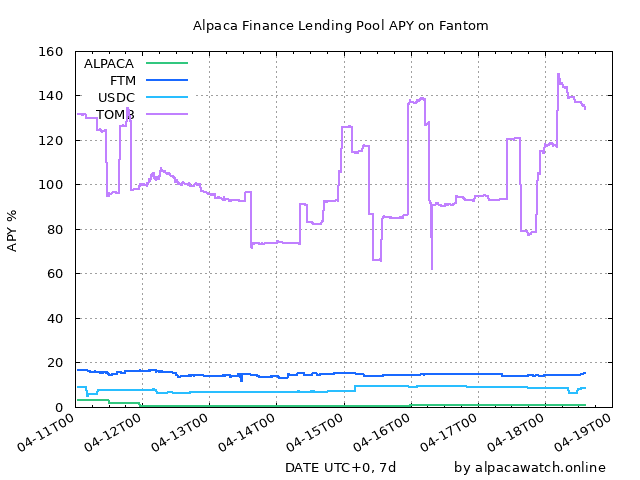 Alpaca Finance Lending Pool APY on Fantom
160
140
120
100
80
60
40
20
0
APY %
ALPACA
FTM
USDC
TOMB
04-11T00
04-12T00
04-13T00
04-14T00
04-15T00
04-16T00
04-17T00
04-18T00
04-19T00
DATE UTC+0, 7d
by alpacawatch.online